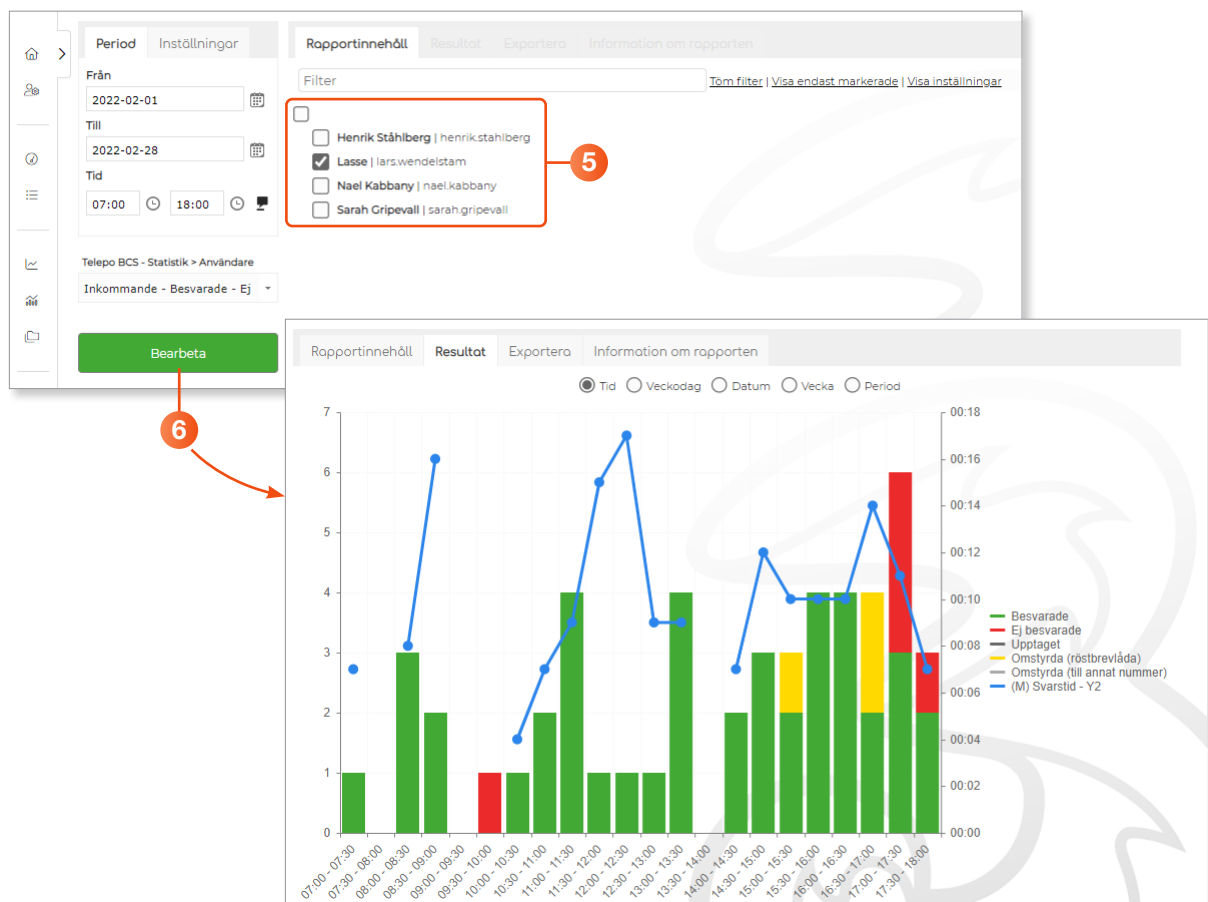 Period Inställningar
Från
2022-02-01
Till
2022-02-28
Tid
07:00 18:00
Telepo BCS - Statistik > Användare
Inkommande - Besvarade - Ej
Bearbeta
6
Rapportinnehåll Resultat Exportera Information om rapporten
Filter
Töm filter | Visa endast markerade | Visa inställningar
Henrik Ståhlberg | henrik.stahlberg
Lasse | lars.wendelstam
Nael Kabbany | nael.kabbany
Sarah Gripevall | sarah.gripevall
5
Rapportinnehåll Resultat Exportera Information om rapporten
Tid Veckodag Datum Vecka Period
7
6
5
4
3
2
1
0
00:18
00:16
00:14
00:12
00:10
00:08
00:06
00:04
00:02
00:00
07:00 - 07:30
07:30 - 08:00
08:00 - 08:30
08:30 - 09:00
09:00 - 09:30
09:30 - 10:00
10:00 - 10:30
10:30 - 11:00
11:00 - 11:30
11:30 - 12:00
12:00 - 12:30
12:30 - 13:00
13:00 - 13:30
13:30 - 14:00
14:00 - 14:30
14:30 - 15:00
15:00 - 15:30
15:30 - 16:00
16:00 - 16:30
16:30 - 17:00
17:00 - 17:30
17:30 - 18:00
Besvarade
Ej besvarade
Upptaget
Omstyrda (röstbrevlåda)
Omstyrda (till annat nummer)
(M) Svarstid - Y2